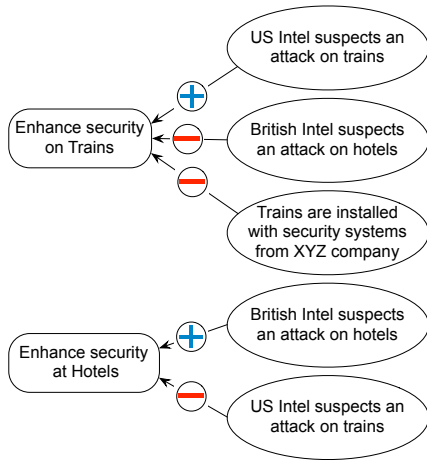 US Intel suspects an
attack on trains
Enhance security
on Trains
British Intel suspects
an attack on hotels
Trains are installed
with security systems
from XYZ company
British Intel suspects
an attack on hotels
Enhance security
at Hotels
US Intel suspects an
attack on trains